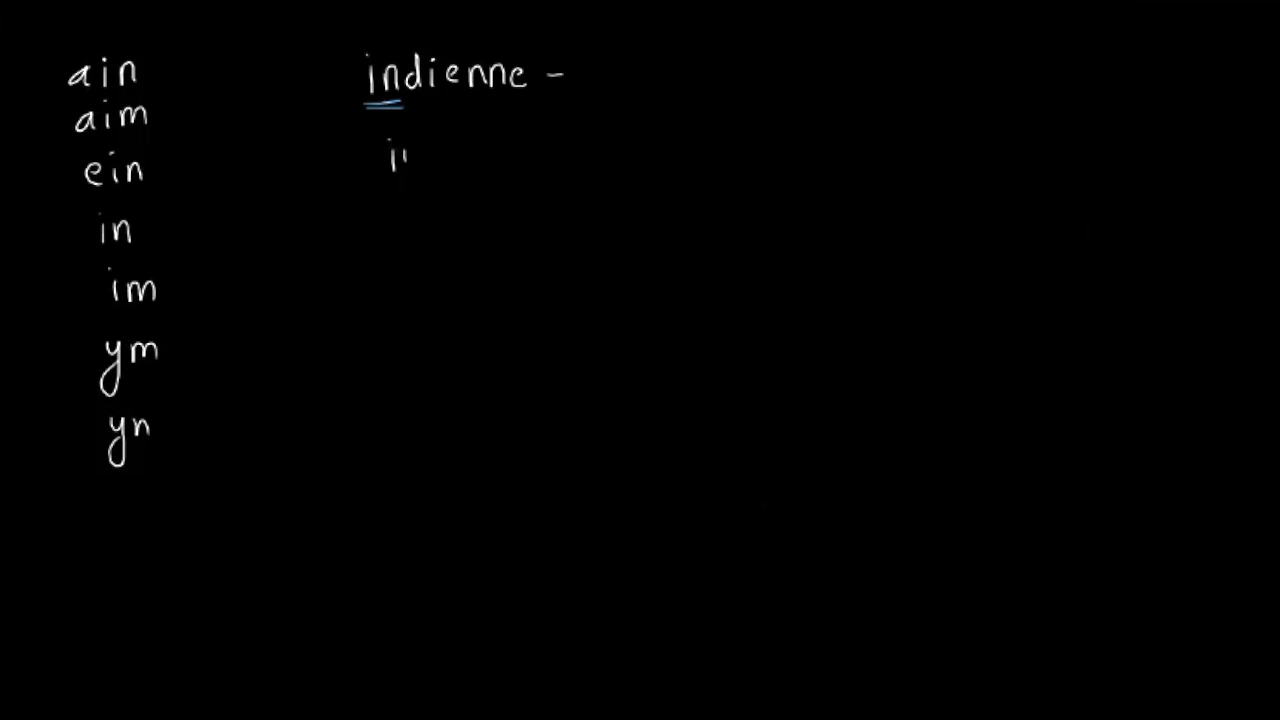 ain
aim
ein
in
im
ym
yn
indienne -